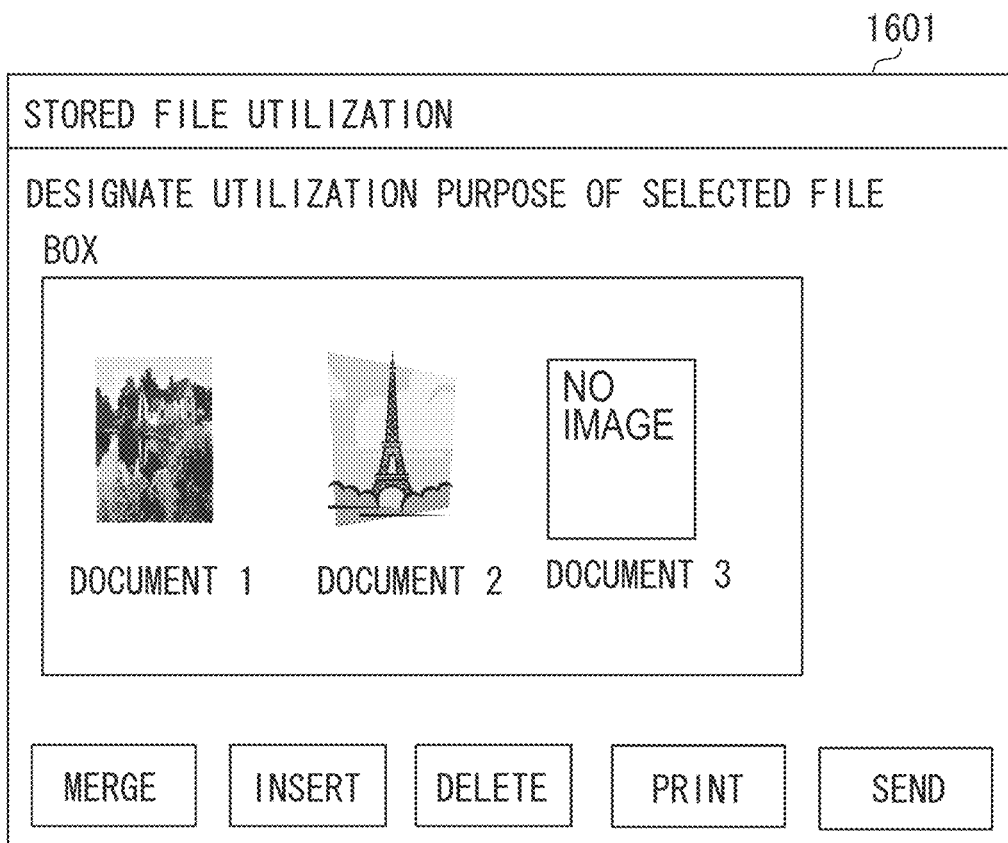 1601
STORED FILE UTILIZATION
DESIGNATE UTILIZATION PURPOSE OF SELECTED FILE
BOX
NO
IMAGE
DOCUMENT 1 DOCUMENT 2 DOCUMENT 3
MERGE INSERT DELETE PRINT SEND